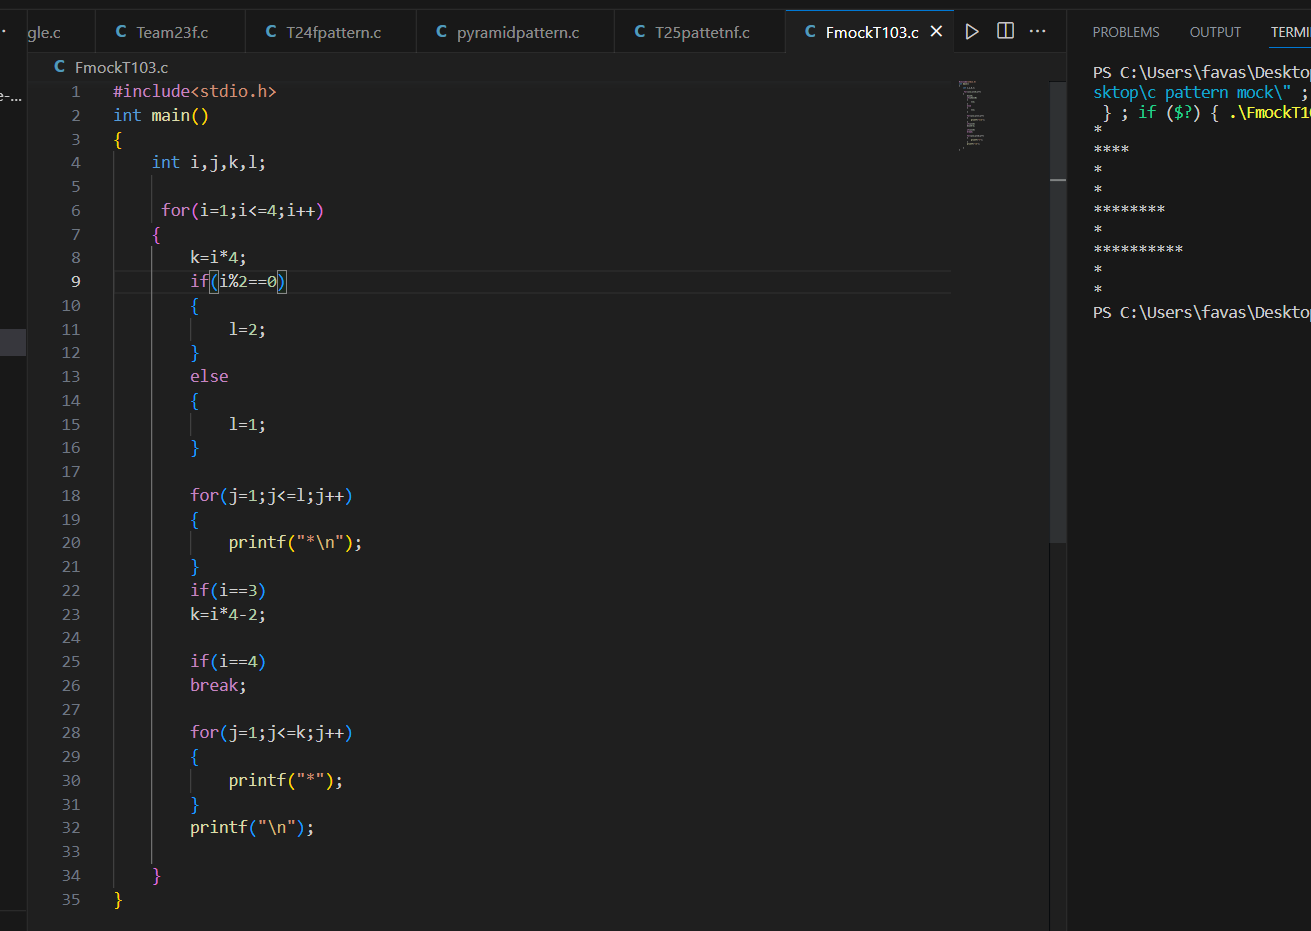 gle.c
C Team23f.c
C T24fpattern.c
C pyramidpattern.c
C T25pattetnf.c
C FmockT103.c ×
...
PROBLEMS OUTPUT TERMI
C FmockT103.c
e-...
1 #include<stdio.h>
2 int main()
3 {
4 int i,j,k,l;
5
6 for(i=1;i<=4;i++)
7 {
8 k=i*4;
9 if(i%2==0)
10 {
11 l=2;
12 }
13 else
14 {
15 l=1;
16 }
17
18 for(j=1;j<=l;j++)
19 {
20 printf("*\n");
21 }
22 if(i==3)
23 k=i*4-2;
24
25 if(i==4)
26 break;
27
28 for(j=1;j<=k;j++)
29 {
30 printf("*");
31 }
32 printf("\n");
33
34 }
35 }
PS C:\Users\favas\Deskto
sktop\c pattern mock\" ;
} ; if ($?) { .\FmockT1
*
****
*
*
********
*
**********
*
*
PS C:\Users\favas\Deskto